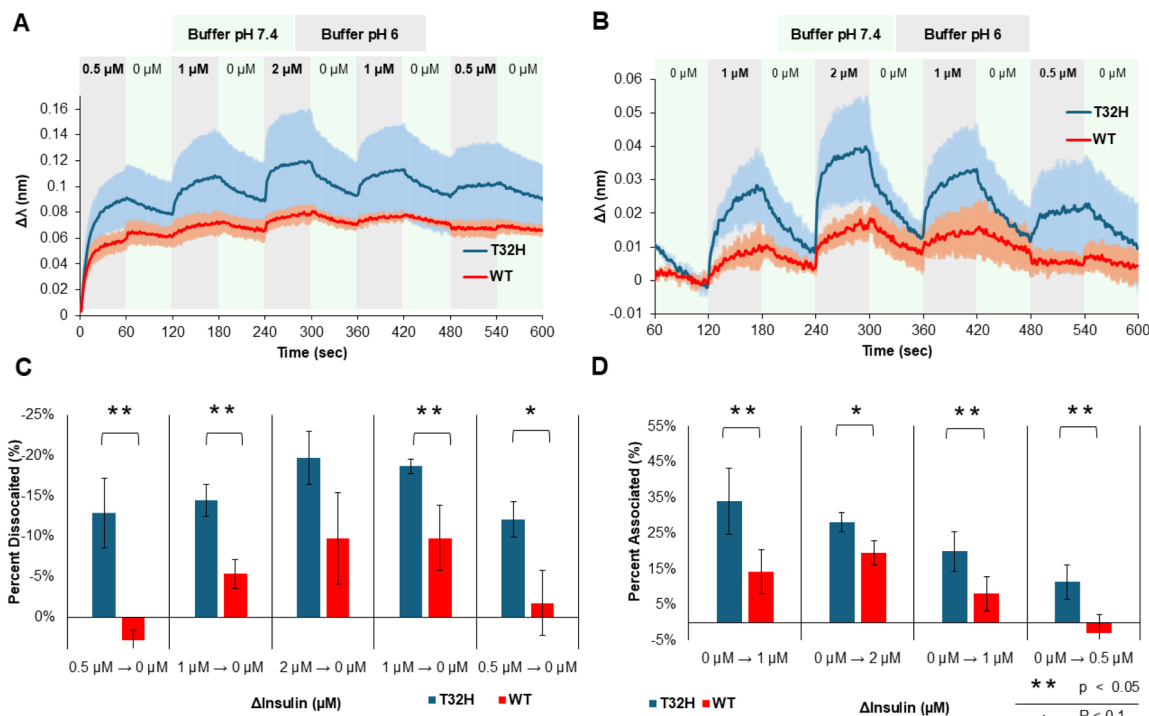 A
Buffer pH 7.4 Buffer pH 6
0.5 µM 0 µM 1 µM 0 µM 2 µM 0 µM 1 µM 0 µM 0.5 µM 0 µM
0.16
0.14
0.12
0.1
0.08
0.06
0.04
0.02
0
Δλ (nm)
T32H
WT
0 60 120 180 240 300 360 420 480 540 600
Time (sec)
B
Buffer pH 7.4 Buffer pH 6
0 µM 1 µM 0 µM 2 µM 0 µM 1 µM 0 µM 0.5 µM 0 µM
0.06
0.05
0.04
0.03
0.02
0.01
0
-0.01
Δλ (nm)
T32H
WT
60 120 180 240 300 360 420 480 540 600
Time (sec)
C
-25%
-20%
-15%
-10%
-5%
0%
Percent Dissocaited (%)
** ** ** *
0.5 µM → 0 µM 1 µM → 0 µM 2 µM → 0 µM 1 µM → 0 µM 0.5 µM → 0 µM
ΔInsulin (µM) T32H WT
D
55%
45%
35%
25%
15%
5%
-5%
Percent Associated (%)
** * ** **
0 µM → 1 µM 0 µM → 2 µM 0 µM → 1 µM 0 µM → 0.5 µM
T32H WT ΔInsulin (µM)
** p < 0.05
P < 0.1